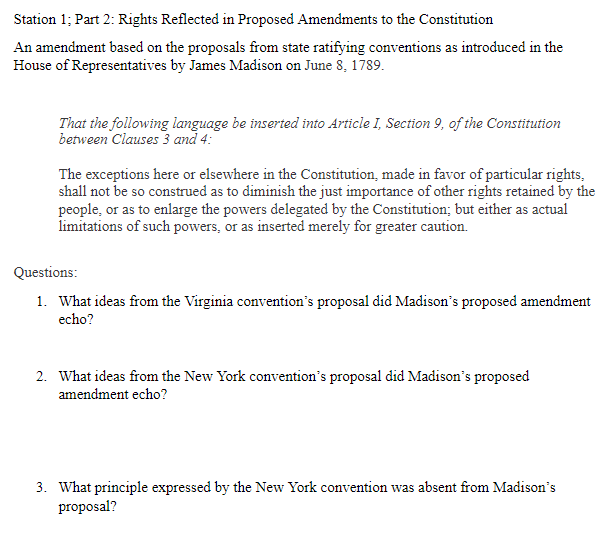 Station 1; Part 2: Rights Reflected in Proposed Amendments to the Constitution
An amendment based on the proposals from state ratifying conventions as introduced in the
House of Representatives by James Madison on June 8, 1789.
That the following language be inserted into Article I, Section 9, of the Constitution
between Clauses 3 and 4:
The exceptions here or elsewhere in the Constitution, made in favor of particular rights,
shall not be so construed as to diminish the just importance of other rights retained by the
people, or as to enlarge the powers delegated by the Constitution; but either as actual
limitations of such powers, or as inserted merely for greater caution.
Questions:
1. What ideas from the Virginia convention's proposal did Madison's proposed amendment
echo?
2. What ideas from the New York convention's proposal did Madison's proposed
amendment echo?
3. What principle expressed by the New York convention was absent from Madison's
proposal?